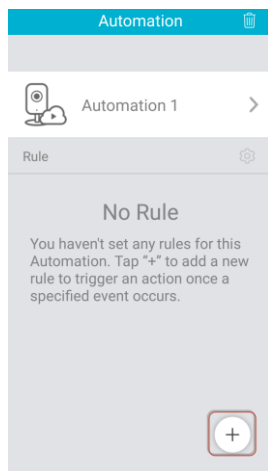 Automation
Automation 1
Rule
No Rule
You haven't set any rules for this
Automation. Tap "+" to add a new
rule to trigger an action once a
specified event occurs.
+